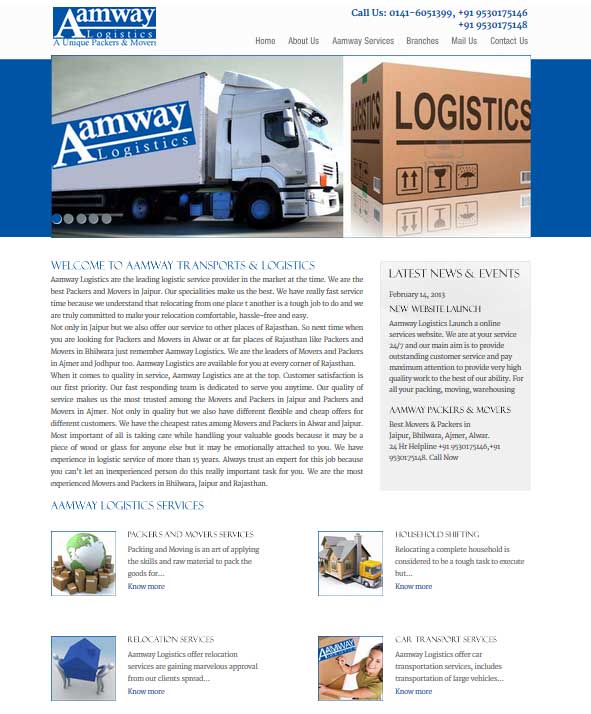 Aamway
Logistics
A Unique Packers & Movers
Call Us: 0141-6051399, +91 9530175146
+91 9530175148
Home About Us Aamway Services Branches Mail Us Contact Us
Aamway
Logistics
LOGISTICS
LOGISTICS
WELCOME TO AAMWAY TRANSPORTS & LOGISTICS
Aamway Logistics are the leading logistic service provider in the market at the time. We are the
best Packers and Movers in Jaipur. Our specialities make us the best. We have really fast service
time because we understand that relocating from one place t another is a tough job to do and we
are truly committed to make your relocation comfortable, hassle-free and easy.
Not only in Jaipur but we also offer our service to other places of Rajasthan. So next time when
you are looking for Packers and Movers in Alwar or at far places of Rajasthan like Packers and
Movers in Bhilwara just remember Aamway Logistics. We are the leaders of Movers and Packers
in Ajmer and Jodhpur too. Aamway Logistics are available for you at every corner of Rajasthan.
When it comes to quality in service, Aamway Logistics are at the top. Customer satisfaction is
our first priority. Our fast responding team is dedicated to serve you anytime. Our quality of
service makes us the most trusted among the Movers and Packers in Jaipur and Packers and
Movers in Ajmer. Not only in quality but we also have different flexible and cheap offers for
different customers. We have the cheapest rates among Movers and Packers in Alwar and Jaipur.
Most important of all is taking care while handling your valuable goods because it may be a
piece of wood or glass for anyone else but it may be emotionally attached to you. We have
experience in logistic service of more than 15 years. Always trust an expert for this job because
you can't let an inexperienced person do this really important task for you. We are the most
experienced Movers and Packers in Bhilwara, Jaipur and Rajasthan.
LATEST NEWS & EVENTS
February 14, 2013
NEW WEBSITE LAUNCH
Aamway Logistics Launch a online
services website. We are at your service
24/7 and our main aim is to provide
outstanding customer service and pay
maximum attention to provide very high
quality work to the best of our ability. For
all your packing, moving, warehousing
AAMWAY PACKERS & MOVERS
Best Movers & Packers in
Jaipur, Bhilwara, Ajmer, Alwar.
24 Hr Helpline +91 9530175146,+91
9530175148. Call Now
AAMWAY LOGISTICS SERVICES
PACKERS AND MOVERS SERVICES
Packing and Moving is an art of applying
the skills and raw material to pack the
goods for...
Know more
HOUSEHOLD SHIFTING
Relocating a complete household is
considered to be a tough task to execute
but...
Know more
RELOCATION SERVICES
Aamway Logistics offer relocation
services are gaining marvelous approval
from our clients spread...
Know more
AAMWAY
Logistics
CAR TRANSPORT SERVICES
Aamway Logistics offer car
transportation services, includes
transportation of large vehicles...
Know more